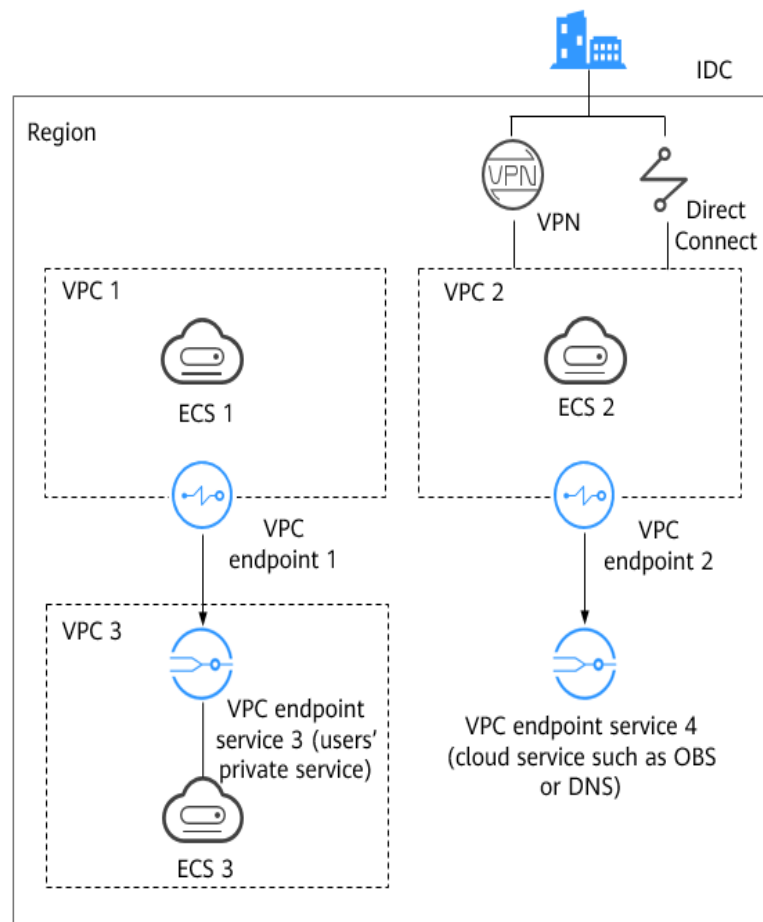 IDC
Region
VPN
VPN
Direct
Connect
VPC 1
VPC 2
ECS 1
ECS 2
VPC
endpoint 1
VPC
endpoint 2
VPC 3
VPC endpoint
service 3 (users’
private service)
VPC endpoint service 4
(cloud service such as OBS
or DNS)
ECS 3